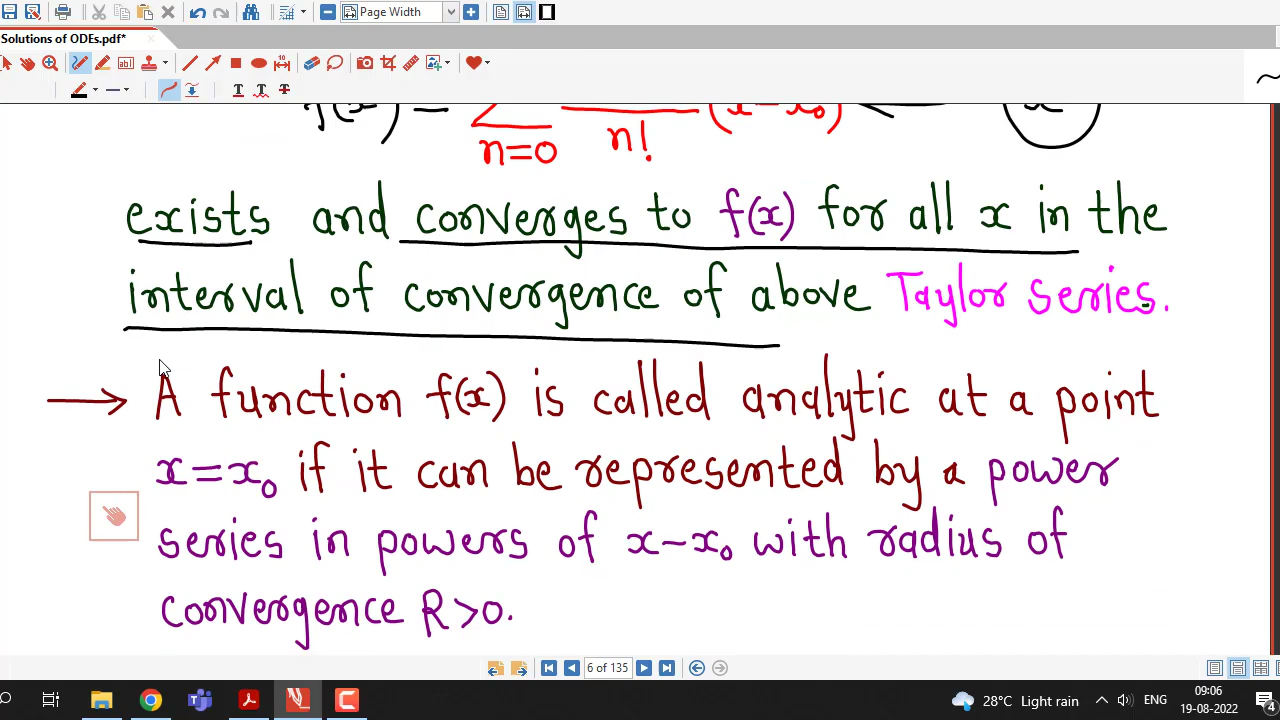 Page Width
Solutions of ODEs.pdf*
n=0 n!
exists and converges to f(x) for all x in the
interval of convergence of above Taylor series.
→ A function f(x) is called analytic at a point
x=x₀ if it can be represented by a power
series in powers of x-x₀ with radius of
convergence R>0.
6 of 135
28°C Light rain
ENG
09:06
19-08-2022
4